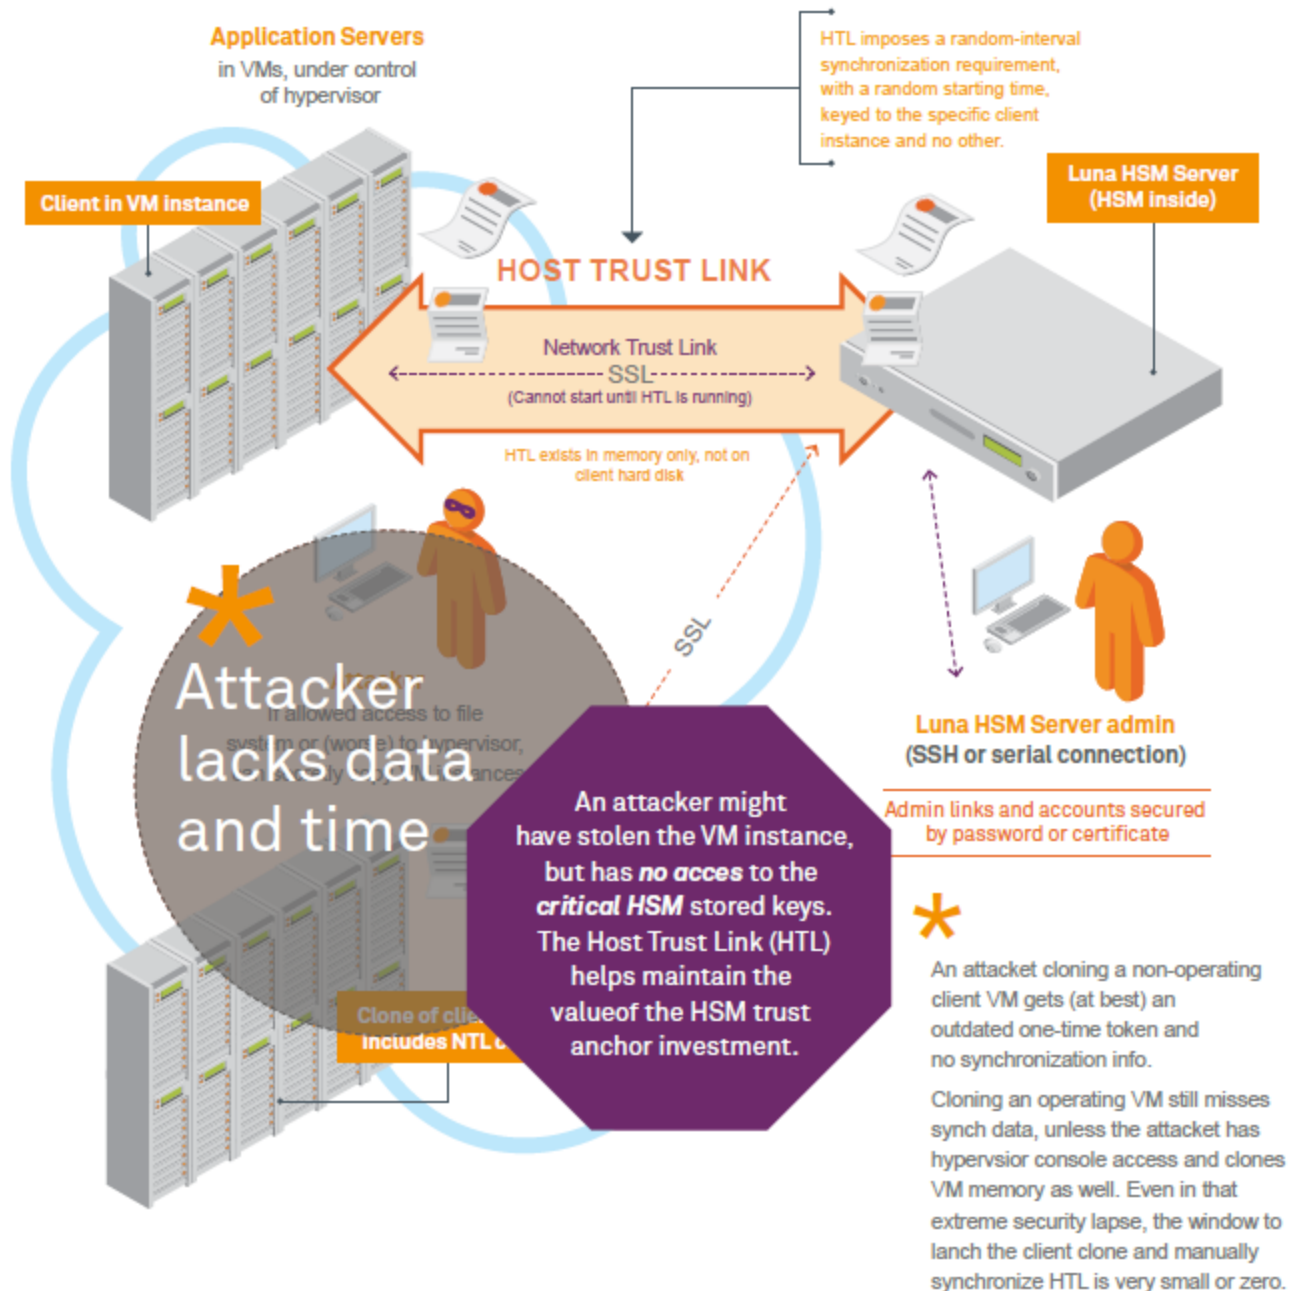 Application Servers
in VMs, under control
of hypervisor
HTL imposes a random-interval
synchronization requirement,
with a random starting time,
keyed to the specific client
instance and no other.
Client in VM instance
Luna HSM Server
(HSM inside)
HOST TRUST LINK
Network Trust Link
SSL
(Cannot start until HTL is running)
HTL exists in memory only, not on
client hard disk
SSL
*
Attacker
lacks data
and time
Attacker
If allowed access to file
system or (worse) to hypervisor,
can secretly copy VM instances
Luna HSM Server admin
(SSH or serial connection)
Admin links and accounts secured
by password or certificate
An attacker might
have stolen the VM instance,
but has no acces to the
critical HSM stored keys.
The Host Trust Link (HTL)
helps maintain the
valueof the HSM trust
anchor investment.
Clone of
includes NTL
*
An attacket cloning a non-operating
client VM gets (at best) an
outdated one-time token and
no synchronization info.
Cloning an operating VM still misses
synch data, unless the attacket has
hypervsior console access and clones
VM memory as well. Even in that
extreme security lapse, the window to
lanch the client clone and manually
synchronize HTL is very small or zero.